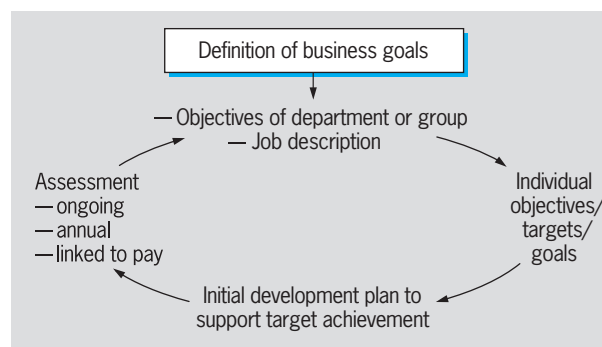 Definition of business goals
— Objectives of department or group
— Job description
Individual
objectives/
targets/
goals
Initial development plan to
support target achievement
Assessment
— ongoing
— annual
— linked to pay